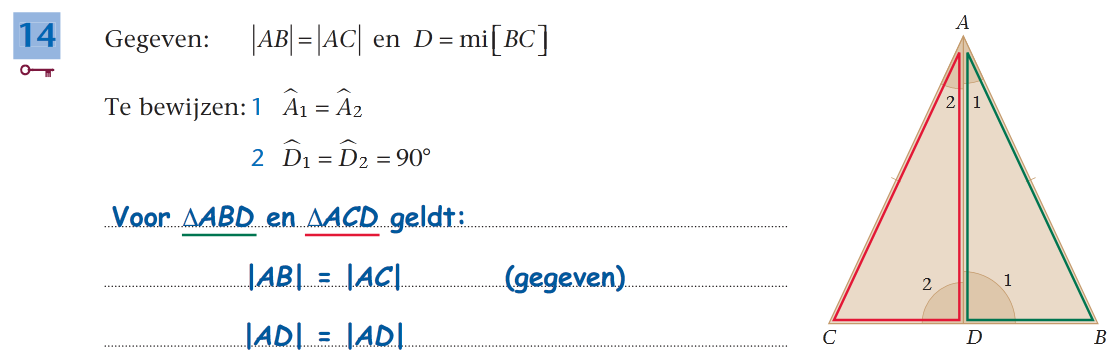 14 Gegeven: |AB| = |AC| en D = mi[BC]
Te bewijzen: 1 Â₁ = Â₂
2 D̂₁ = D̂₂ = 90°
Voor ΔABD en ΔACD geldt:
|AB| = |AC| (gegeven)
|AD| = |AD|
A
2 1
2 1
C D B